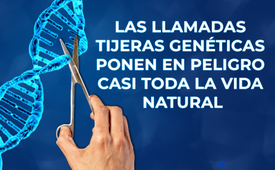 LAS LLAMADAS
TIJERAS GENÉTICAS
PONEN EN PELIGRO
CASI TODA LA VIDA
NATURAL